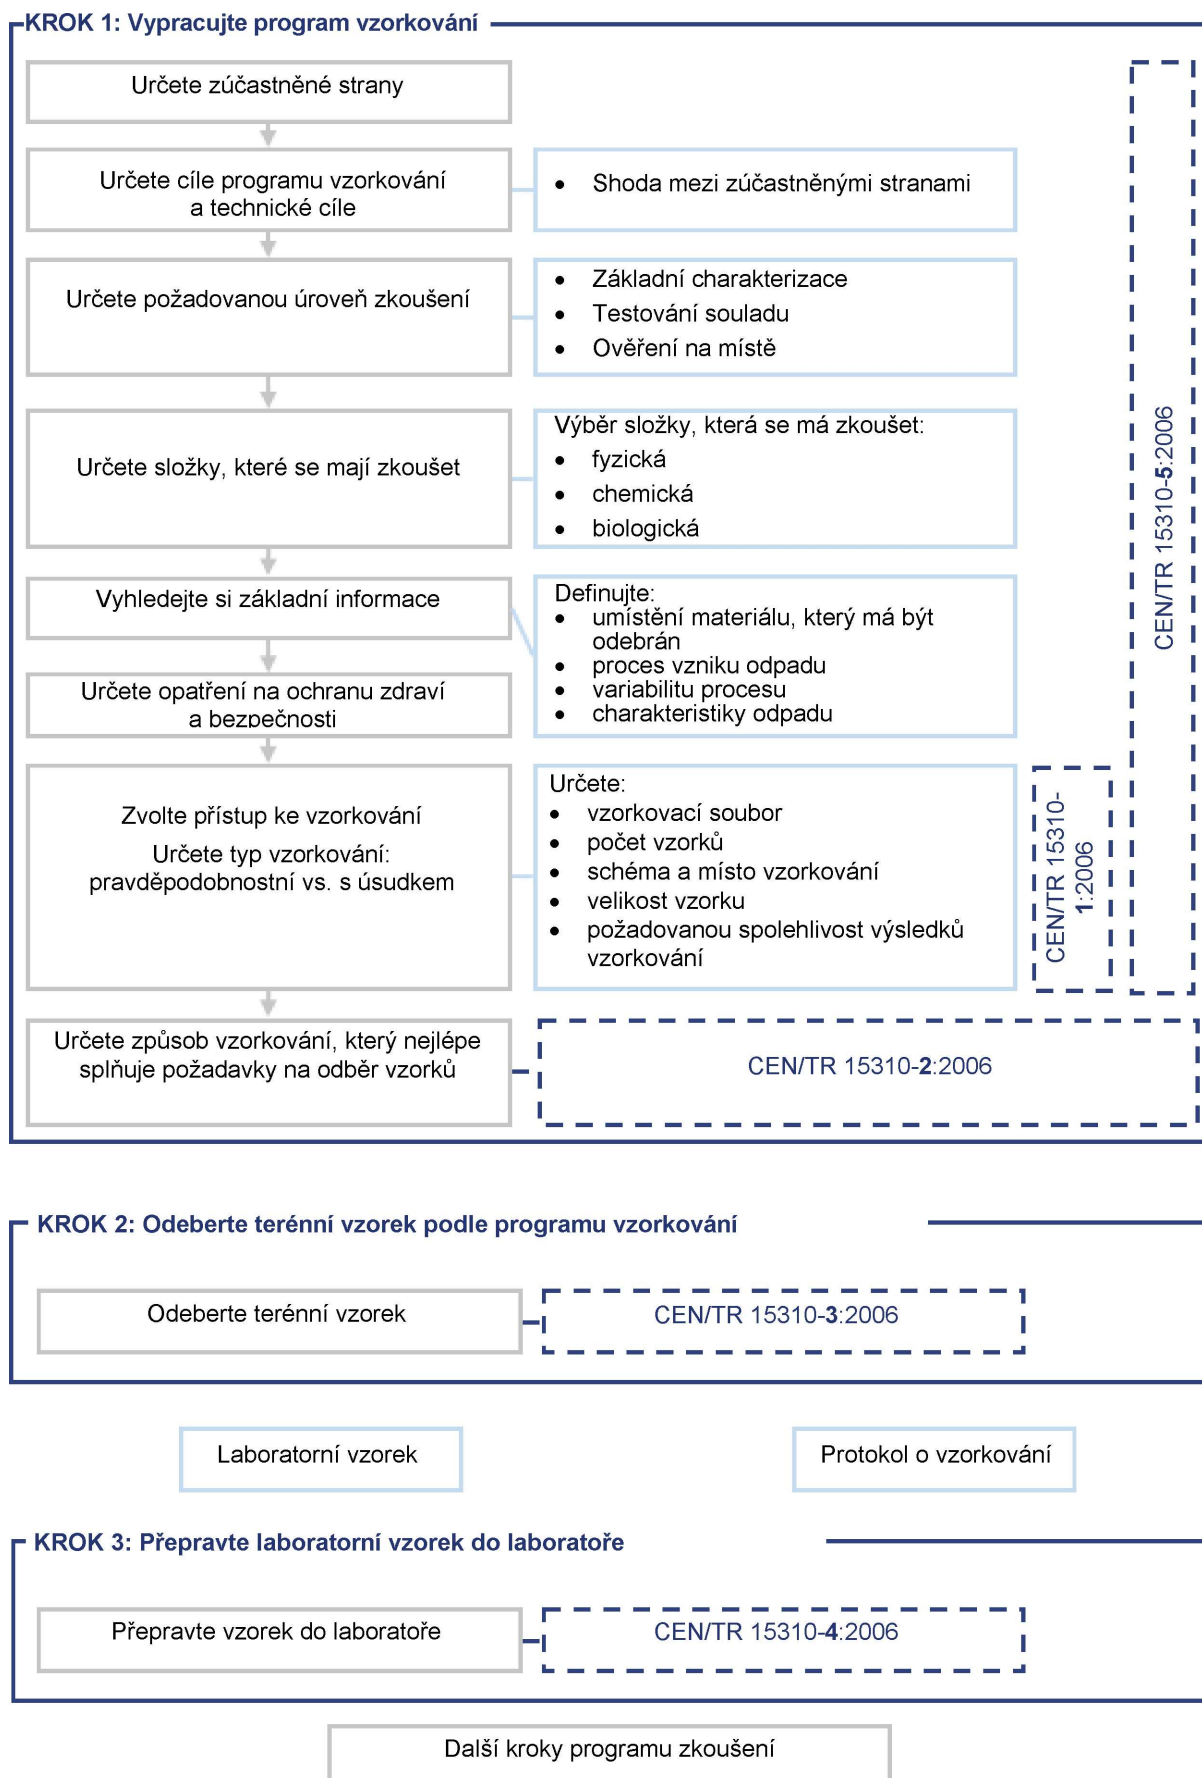 KROK 1: Vypracujte program vzorkování
Určete zúčastněné strany
Určete cíle programu vzorkování
a technické cíle
• Shoda mezi zúčastněnými stranami
Určete požadovanou úroveň zkoušení
• Základní charakterizace
• Testování souladu
• Ověření na místě
Určete složky, které se mají zkoušet
Výběr složky, která se má zkoušet:
• fyzická
• chemická
• biologická
Vyhledejte si základní informace
Definujte:
• umístění materiálu, který má být
odebrán
• proces vzniku odpadu
• variabilitu procesu
• charakteristiky odpadu
Určete opatření na ochranu zdraví
a bezpečnosti
Zvolte přístup ke vzorkování
Určete typ vzorkování:
pravděpodobnostní vs. s úsudkem
Určete:
• vzorkovací soubor
• počet vzorků
• schéma a místo vzorkování
• velikost vzorku
• požadovanou spolehlivost výsledků
vzorkování
CEN/TR 15310-
1:2006
CEN/TR 15310-5:2006
Určete způsob vzorkování, který nejlépe
splňuje požadavky na odběr vzorků
CEN/TR 15310-2:2006
KROK 2: Odeberte terénní vzorek podle programu vzorkování
Odeberte terénní vzorek
CEN/TR 15310-3:2006
Laboratorní vzorek
Protokol o vzorkování
KROK 3: Přepravte laboratorní vzorek do laboratoře
Přepravte vzorek do laboratoře
CEN/TR 15310-4:2006
Další kroky programu zkoušení